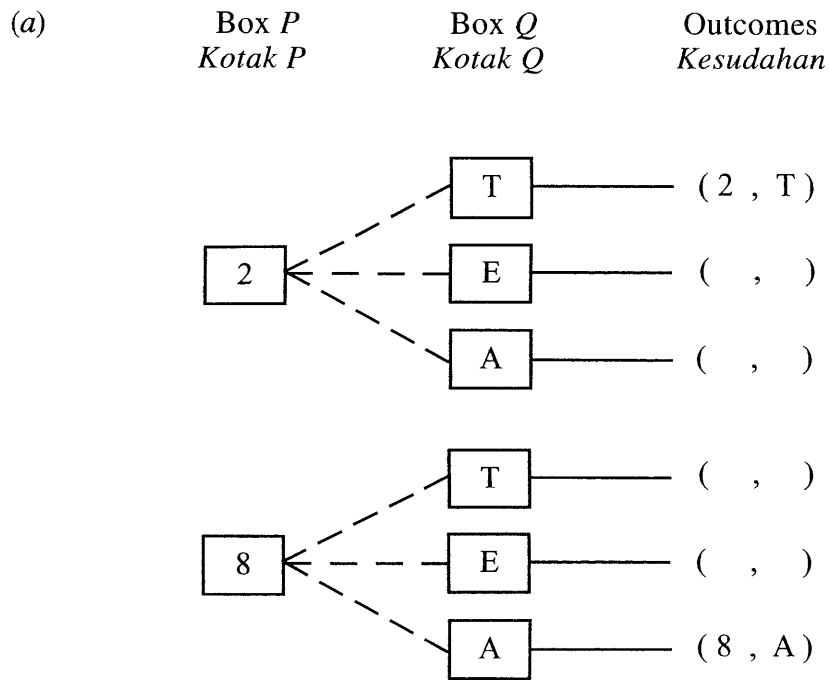 (a) Box P Box Q Outcomes
Kotak P Kotak Q Kesudahan
T ( 2 , T )
2 E ( , )
A ( , )
T ( , )
8 E ( , )
A ( 8 , A )